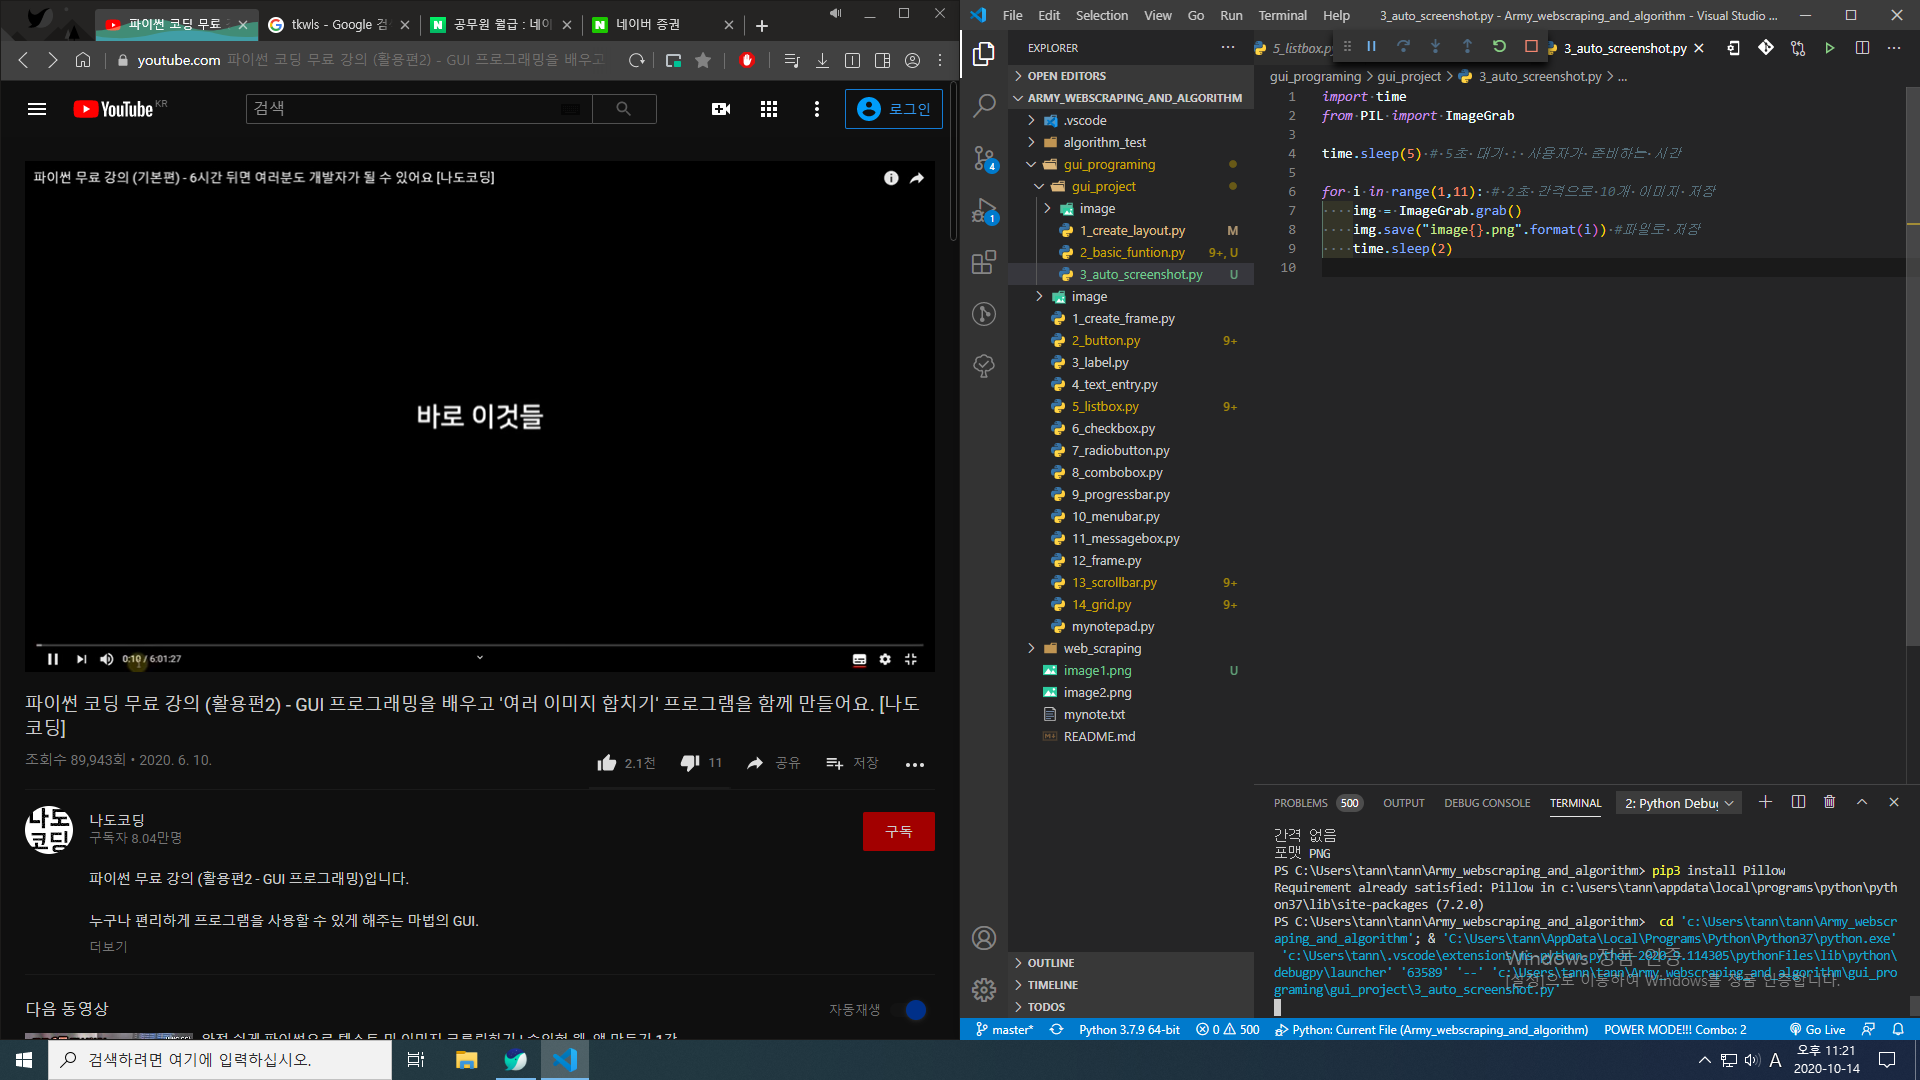 파이썬 코딩 무료
tkwls - Google 검
공무원 월급 : 네이
네이버 증권
youtube.com 파이썬 코딩 무료 강의 (활용편2) - GUI 프로그래밍을 배우고
YouTube KR
검색
로그인
파이썬 무료 강의 (기본편) - 6시간 뒤면 여러분도 개발자가 될 수 있어요 [나도코딩]
바로 이것들
0:10 / 6:01:27
파이썬 코딩 무료 강의 (활용편2) - GUI 프로그래밍을 배우고 '여러 이미지 합치기' 프로그램을 함께 만들어요. [나도
코딩]
조회수 89,943회 • 2020. 6. 10.
2.1천
11
공유
저장
나도
코딩
나도코딩
구독자 8.04만명
구독
파이썬 무료 강의 (활용편2 - GUI 프로그래밍)입니다.
누구나 편리하게 프로그램을 사용할 수 있게 해주는 마법의 GUI.
더보기
다음 동영상
자동재생
File Edit Selection View Go Run Terminal Help
3_auto_screenshot.py - Army_webscraping_and_algorithm - Visual Studio ...
EXPLORER
OPEN EDITORS
ARMY_WEBSCRAPING_AND_ALGORITHM
.vscode
algorithm_test
gui_programing
gui_project
image
1_create_layout.py M
2_basic_funtion.py 9+, U
3_auto_screenshot.py U
image
1_create_frame.py
2_button.py 9+
3_label.py
4_text_entry.py
5_listbox.py 9+
6_checkbox.py
7_radiobutton.py
8_combobox.py
9_progressbar.py
10_menubar.py
11_messagebox.py
12_frame.py
13_scrollbar.py 9+
14_grid.py 9+
mynotepad.py
web_scraping
image1.png U
image2.png
mynote.txt
README.md
OUTLINE
TIMELINE
TODOS
4
1
5_listbox.py
3_auto_screenshot.py
gui_programing > gui_project > 3_auto_screenshot.py > ...
1 import time
2 from PIL import ImageGrab
3
4 time.sleep(5) # 5초 대기 : 사용자가 준비하는 시간
5
6 for i in range(1,11): # 2초 간격으로 10개 이미지 저장
7 img = ImageGrab.grab()
8 img.save("image{}.png".format(i)) #파일로 저장
9 time.sleep(2)
10
PROBLEMS 500 OUTPUT DEBUG CONSOLE TERMINAL 2: Python Debug
간격 없음
포맷 PNG
PS C:\Users\tann\tann\Army_webscraping_and_algorithm> pip3 install Pillow
Requirement already satisfied: Pillow in c:\users\tann\appdata\local\programs\python\pyth
on37\lib\site-packages (7.2.0)
PS C:\Users\tann\tann\Army_webscraping_and_algorithm> cd 'c:\Users\tann\tann\Army_webscr
aping_and_algorithm'; & 'C:\Users\tann\AppData\Local\Programs\Python\Python37\python.exe'
'c:\Users\tann\.vscode\extensions\ms-python.python-2020.9.114305\pythonFiles\lib\python\
debugpy\launcher' '63589' '--' 'c:\Users\tann\tann\Army_webscraping_and_algorithm\gui_pro
graming\gui_project\3_auto_screenshot.py'
Windows 정품 인증
[설정]으로 이동하여 Windows를 정품 인증합니다.
master* Python 3.7.9 64-bit 0 500 Python: Current File (Army_webscraping_and_algorithm) POWER MODE!!! Combo: 2 Go Live
검색하려면 여기에 입력하십시오.
A
오후 11:21
2020-10-14